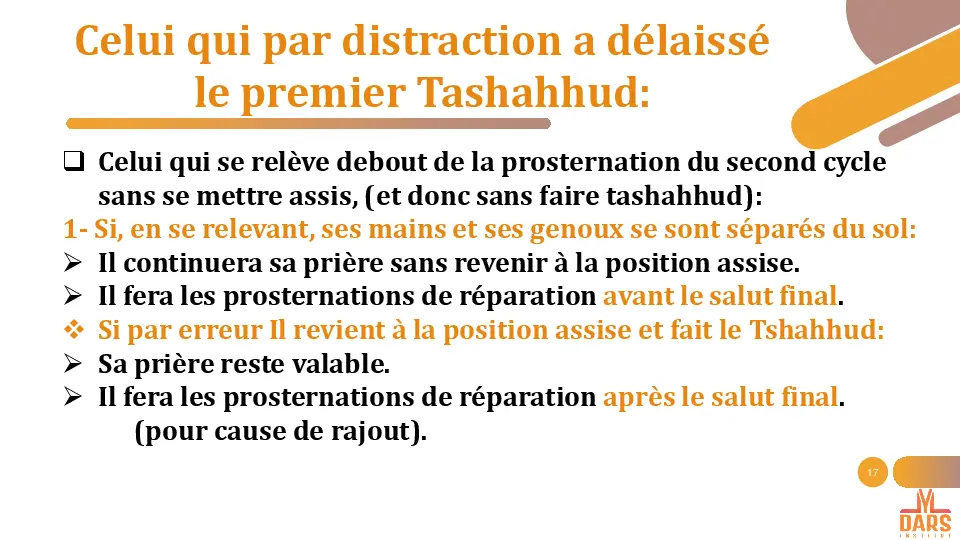 Celui qui par distraction a délaissé
le premier Tashahhud:
❑ Celui qui se relève debout de la prosternation du second cycle
sans se mettre assis, (et donc sans faire tashahhud):
1- Si, en se relevant, ses mains et ses genoux se sont séparés du sol:
➢ Il continuera sa prière sans revenir à la position assise.
➢ Il fera les prosternations de réparation avant le salut final.
❖ Si par erreur Il revient à la position assise et fait le Tshahhud:
➢ Sa prière reste valable.
➢ Il fera les prosternations de réparation après le salut final.
(pour cause de rajout).
17
DARS
INSTITUT